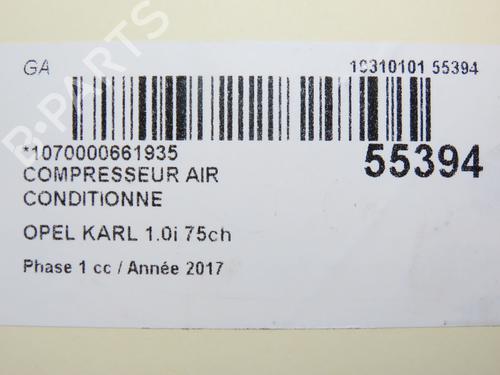 GA
10310101 55394
*1070000661935
55394
COMPRESSEUR AIR
CONDITIONNE
OPEL KARL 1.0i 75ch
Phase 1 cc / Année 2017
B-PARTS